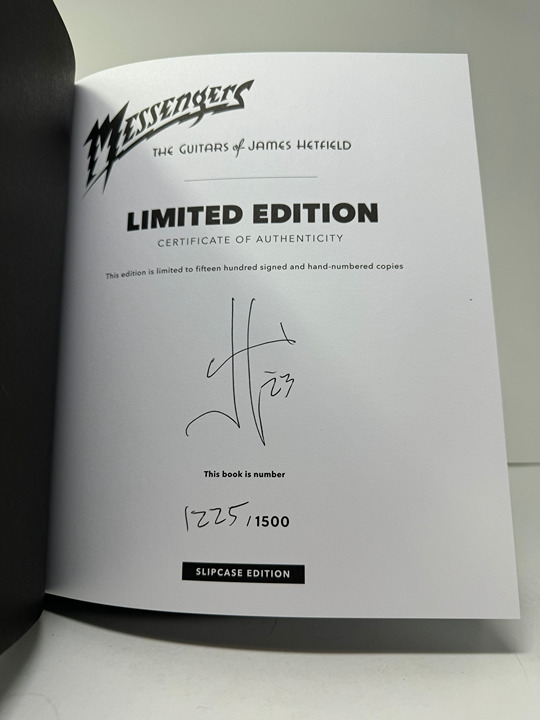 Messengers
THE GUITARS of JAMES HETFIELD
LIMITED EDITION
CERTIFICATE OF AUTHENTICITY
This edition is limited to fifteen hundred signed and hand-numbered copies
'23
This book is number
1225/1500
SLIPCASE EDITION